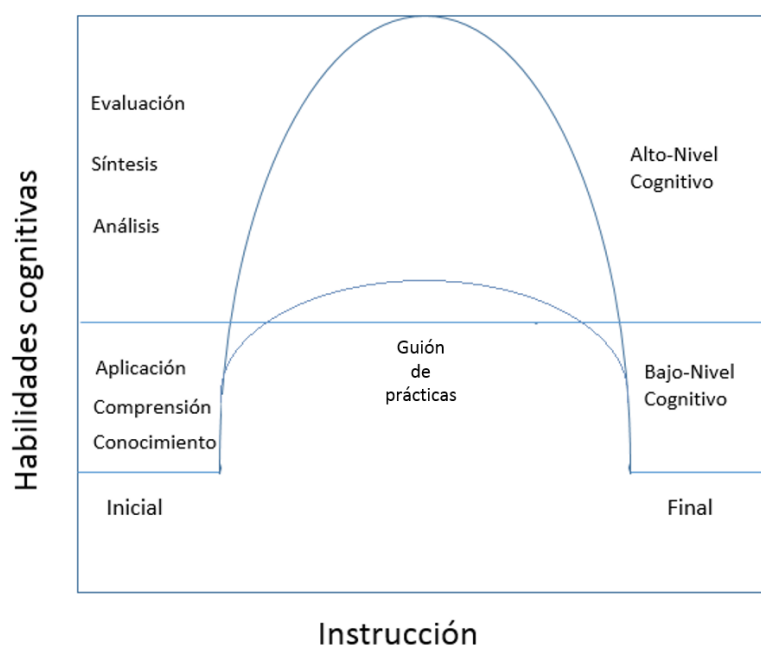 Habilidades cognitivas
Evaluación
Síntesis
Análisis
Alto-Nivel
Cognitivo
Aplicación
Comprensión
Conocimiento
Guión
de
prácticas
Bajo-Nivel
Cognitivo
Inicial
Final
Instrucción